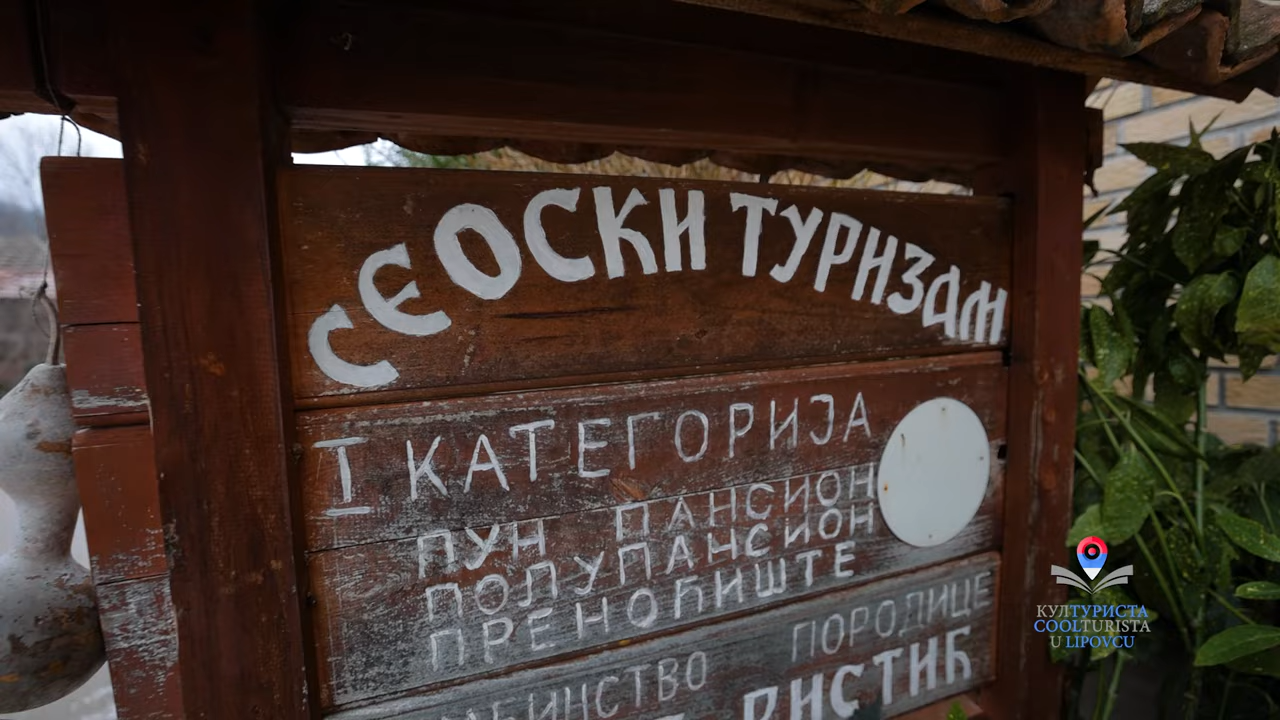 СЕОСКИ ТУРИЗАМ
I КАТЕГОРИЈА
ПУН ПАНСИОН
ПОЛУПАНСИОН
ПРЕНОЋИШТЕ
ПОРОДИЦЕ
КУЛТУРИСТА
COOLTURISTA
U LIPOVCU